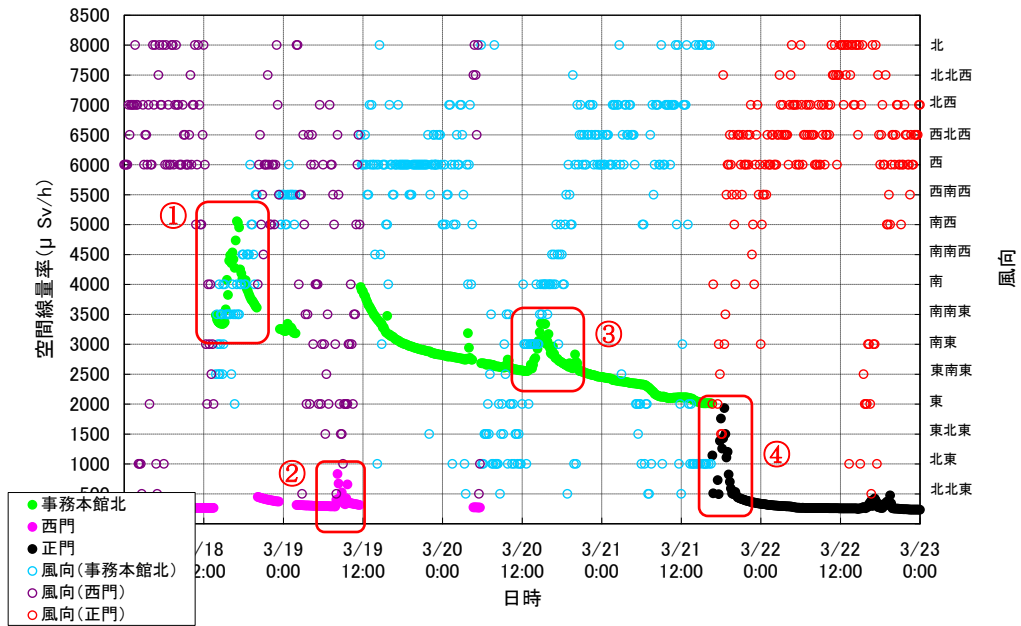 8500
8000
7500
7000
6500
6000
5500
5000
4500
4000
3500
3000
2500
2000
1500
1000
500
空間線量率(μ Sv/h)
北
北北西
北西
西北西
西
西南西
南西
南南西
南
南南東
南東
東南東
東
東北東
北東
北北東
風向
①
②
③
④
/18
2:00
3/19
0:00
3/19
12:00
3/20
0:00
3/20
12:00
3/21
0:00
3/21
12:00
3/22
0:00
3/22
12:00
3/23
0:00
日時
事務本館北
西門
正門
風向(事務本館北)
風向(西門)
風向(正門)